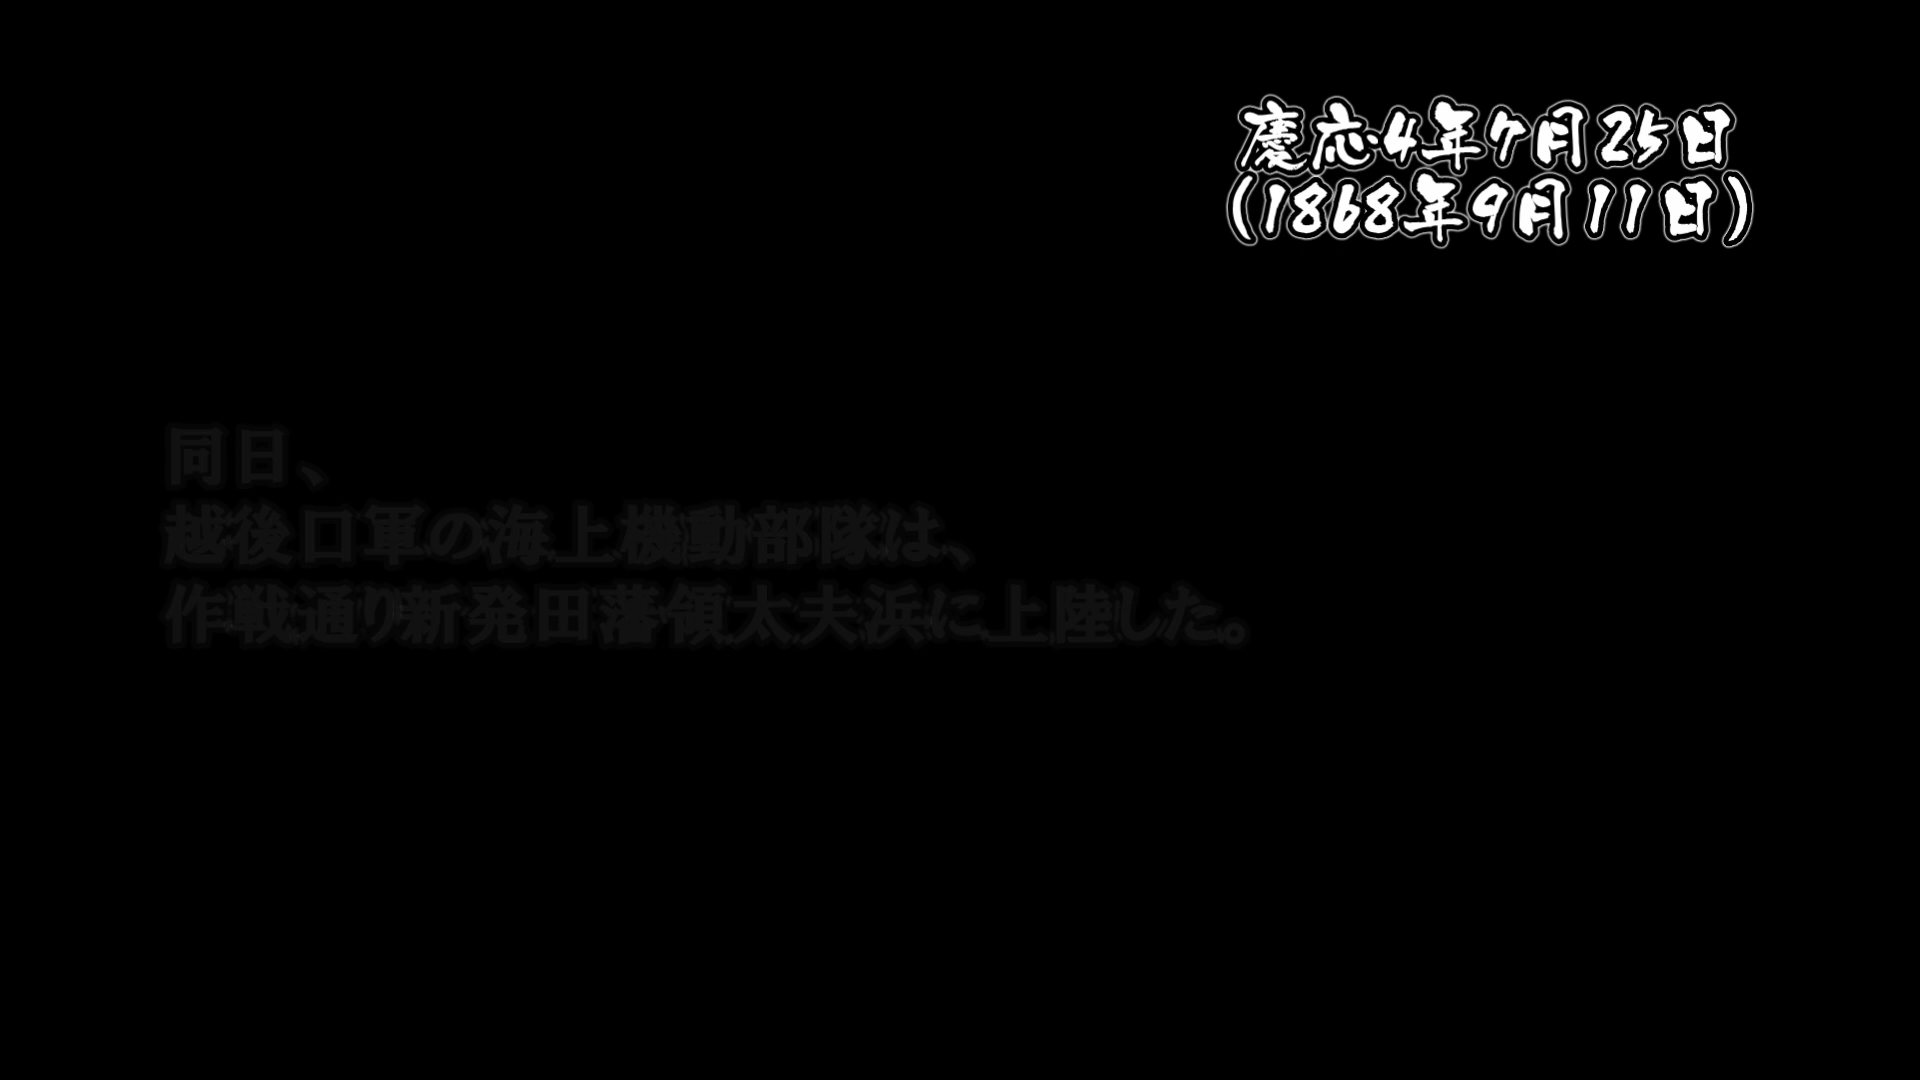 慶応4年7月25日
(1868年9月11日)
同日、
越後口軍の海上機動部隊は、
作戦通り新発田藩領太夫浜に上陸した。